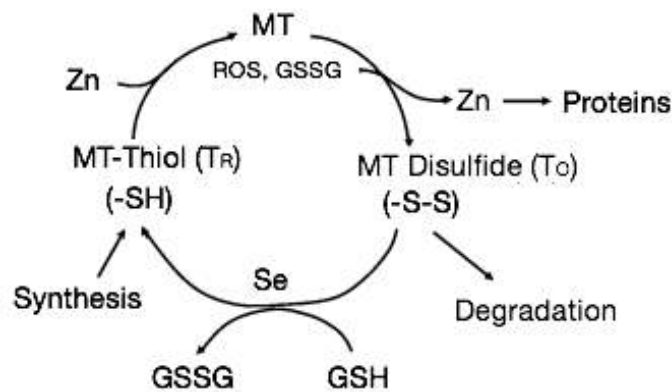 MT
Zn
ROS, GSSG
Zn
Proteins
MT-Thiol (TR)
(-SH)
MT Disulfide (TO)
(-S-S)
Synthesis
Se
Degradation
GSSG
GSH